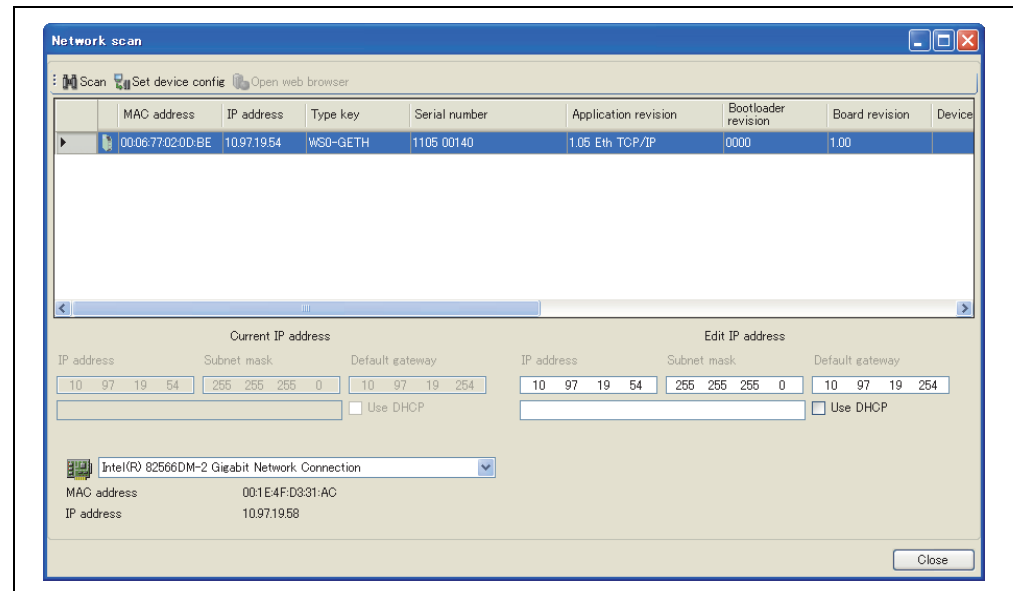 Network scan
Scan Set device config Open web browser
MAC address IP address Type key Serial number Application revision Bootloader revision Board revision Device
00:06:77:02:0D:BE 10.97.19.54 WS0-GETH 1105 00140 1.05 Eth TCP/IP 0000 1.00
Current IP address Edit IP address
IP address Subnet mask Default gateway IP address Subnet mask Default gateway
10 97 19 54 255 255 255 0 10 97 19 254 10 97 19 54 255 255 255 0 10 97 19 254
Use DHCP Use DHCP
Intel(R) 82566DM-2 Gigabit Network Connection
MAC address 00:1E:4F:D3:31:AC
IP address 10.97.19.58
Close